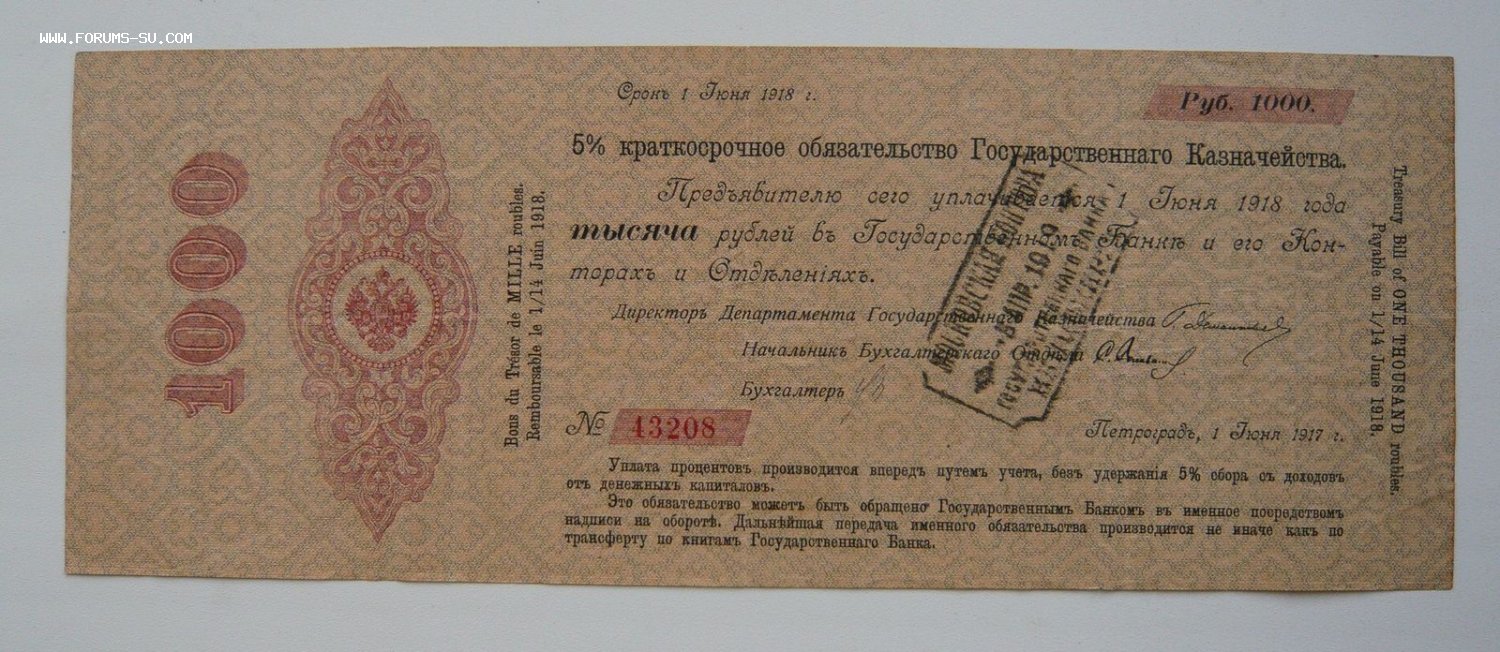 WWW.FORUMS-SU.COM
1000
Bons du Trésor de MILLE roubles.
Remboursable le 1/14 Juin 1918.
Срокъ 1 Іюня 1918 г.
Руб. 1000.
5% краткосрочное обязательство Государственнаго Казначейства.
Предъявителю сего уплачивается 1 Іюня 1918 года
тысяча рублей въ Государственномъ Банкѣ и его Кон-
торахъ и Отдѣленіяхъ.
Директоръ Департамента Государственнаго Казначейства
Начальникъ Бухгалтерскаго Отдѣла
Бухгалтеръ
№ 43208
Петроградъ, 1 Іюня 1917 г.
Уплата процентовъ производится впередъ путемъ учета, безъ удержанія 5% сбора съ доходовъ
отъ денежныхъ капиталовъ.
Это обязательство можетъ быть обращено Государственнымъ Банкомъ въ именное посредствомъ
надписи на оборотѣ. Дальнѣйшая передача именного обязательства производится не иначе какъ по
трансферту по книгамъ Государственнаго Банка.
Treasury Bill of ONE THOUSAND roubles.
Payable on 1/14 June 1918.
МОСКОВСКАЯ КОНТОРА